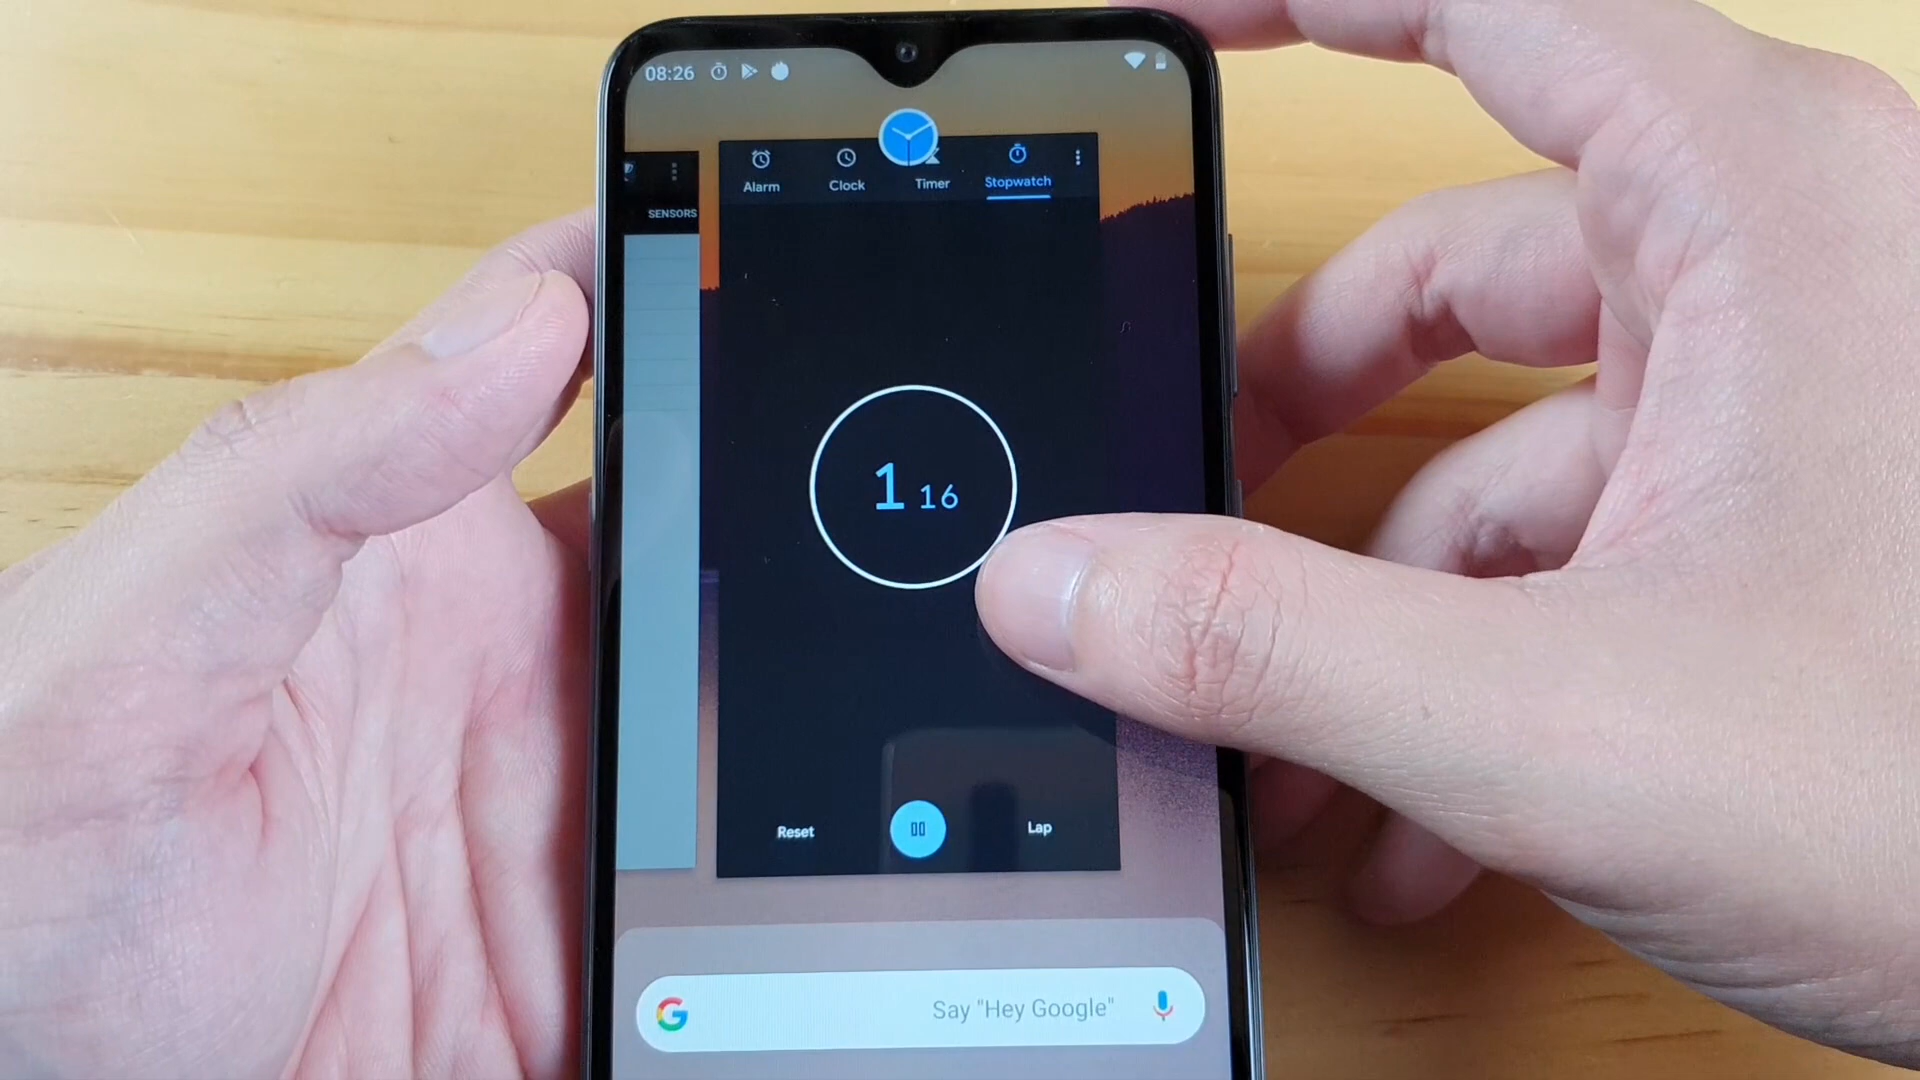 08:26
SENSORS
Alarm
Clock
Timer
Stopwatch
1 16
Reset
Lap
G
Say "Hey Google"